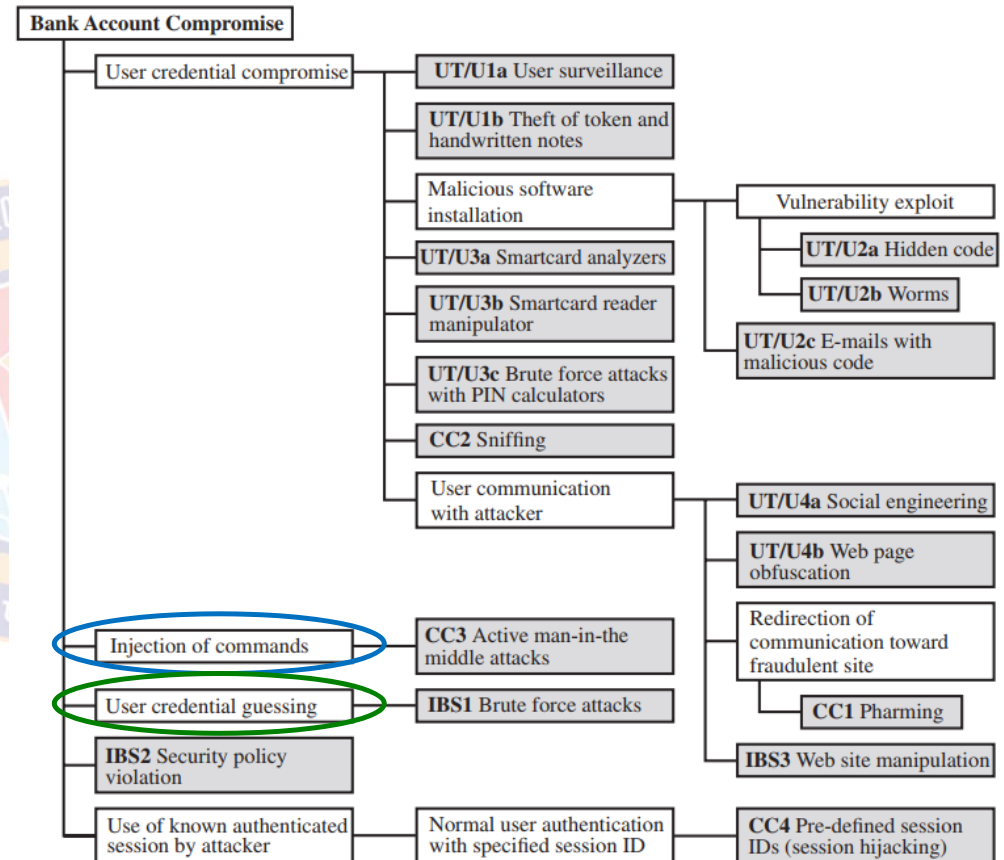 Bank Account Compromise
User credential compromise
UT/U1a User surveillance
UT/U1b Theft of token and
handwritten notes
Malicious software
installation
Vulnerability exploit
UT/U2a Hidden code
UT/U2b Worms
UT/U2c E-mails with
malicious code
UT/U3a Smartcard analyzers
UT/U3b Smartcard reader
manipulator
UT/U3c Brute force attacks
with PIN calculators
CC2 Sniffing
User communication
with attacker
UT/U4a Social engineering
UT/U4b Web page
obfuscation
Redirection of
communication toward
fraudulent site
CC1 Pharming
IBS3 Web site manipulation
Injection of commands
CC3 Active man-in-the
middle attacks
User credential guessing
IBS1 Brute force attacks
IBS2 Security policy
violation
Use of known authenticated
session by attacker
Normal user authentication
with specified session ID
CC4 Pre-defined session
IDs (session hijacking)